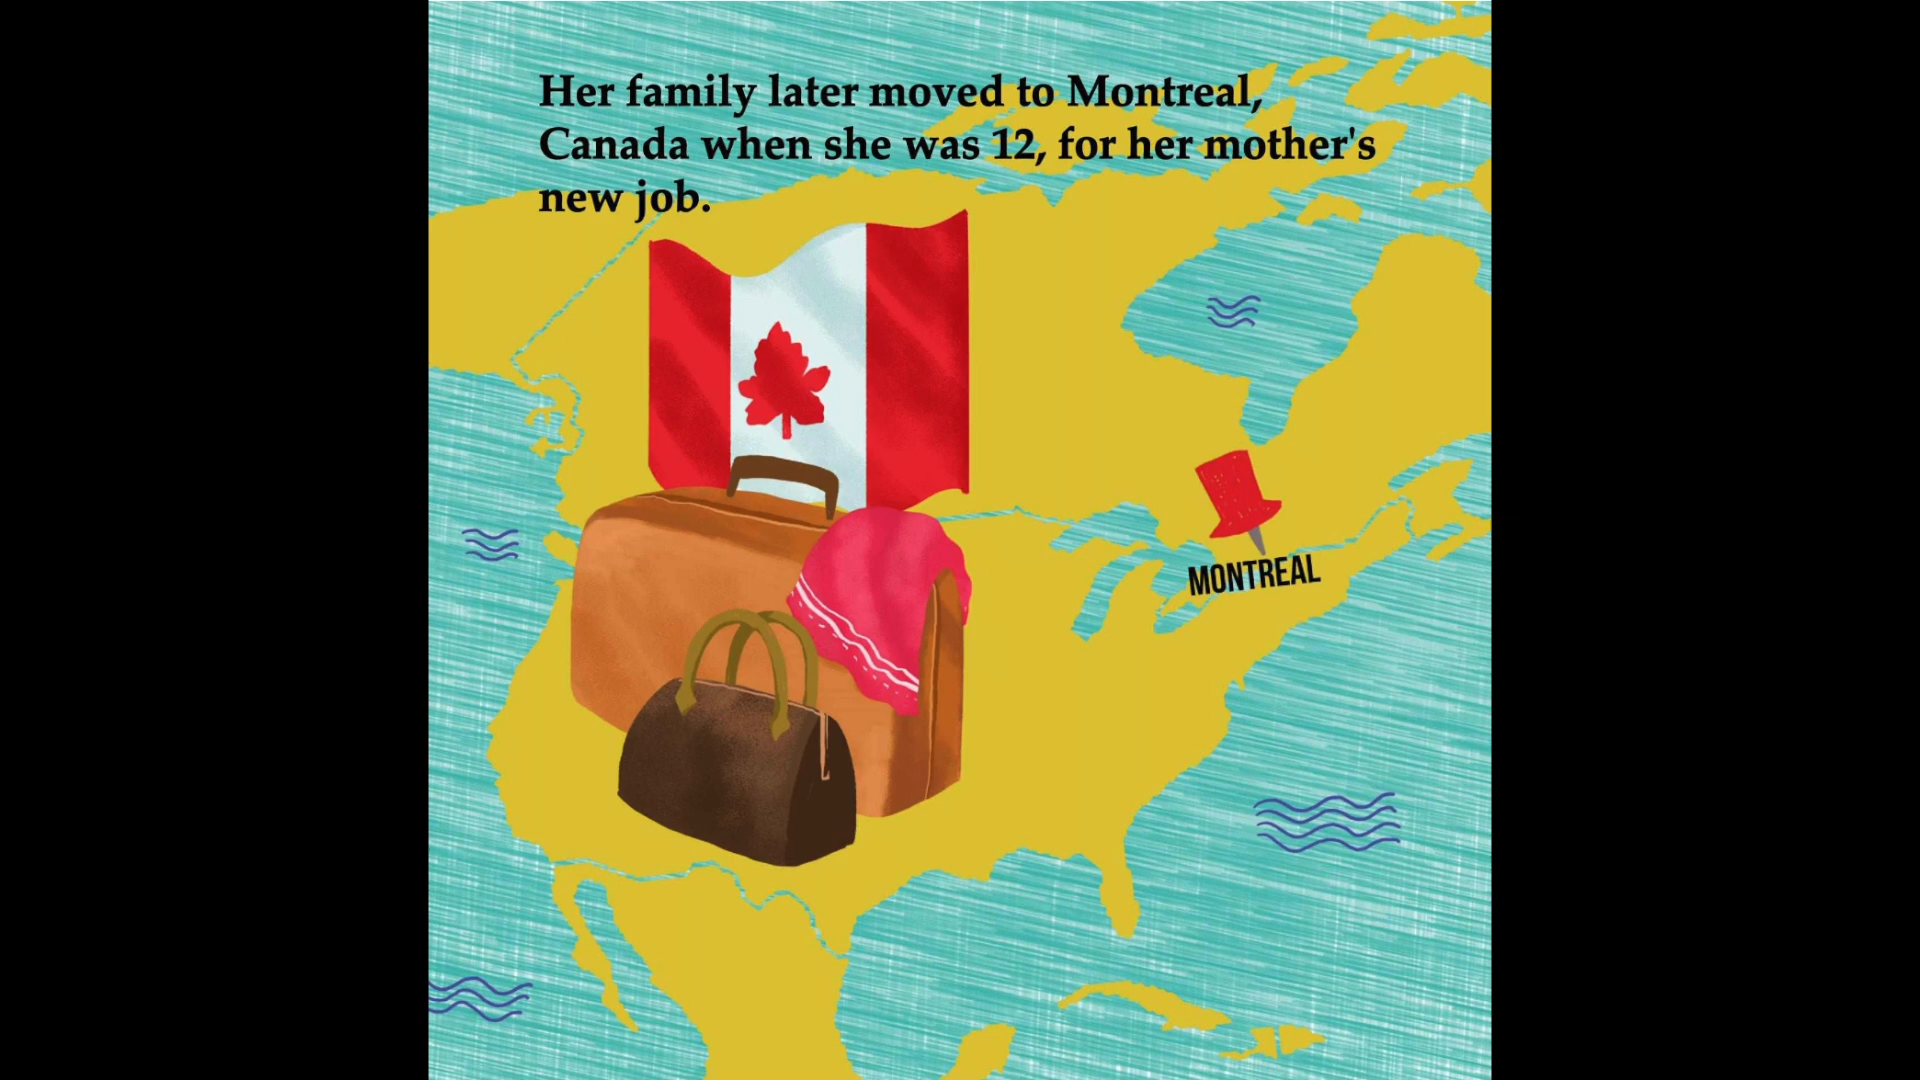 Her family later moved to Montreal,
Canada when she was 12, for her mother's
new job.
MONTREAL